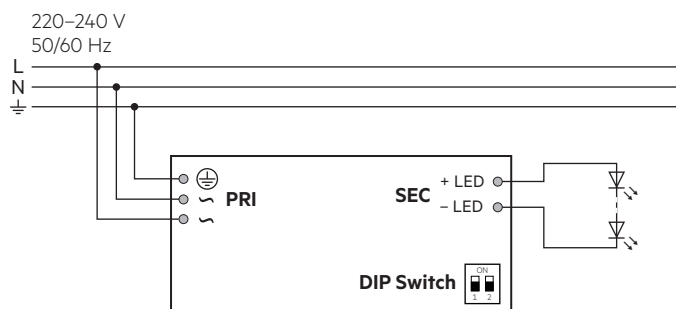 220–240 V
50/60 Hz
L
N
PRI
SEC
+ LED
– LED
DIP Switch
ON
1 2